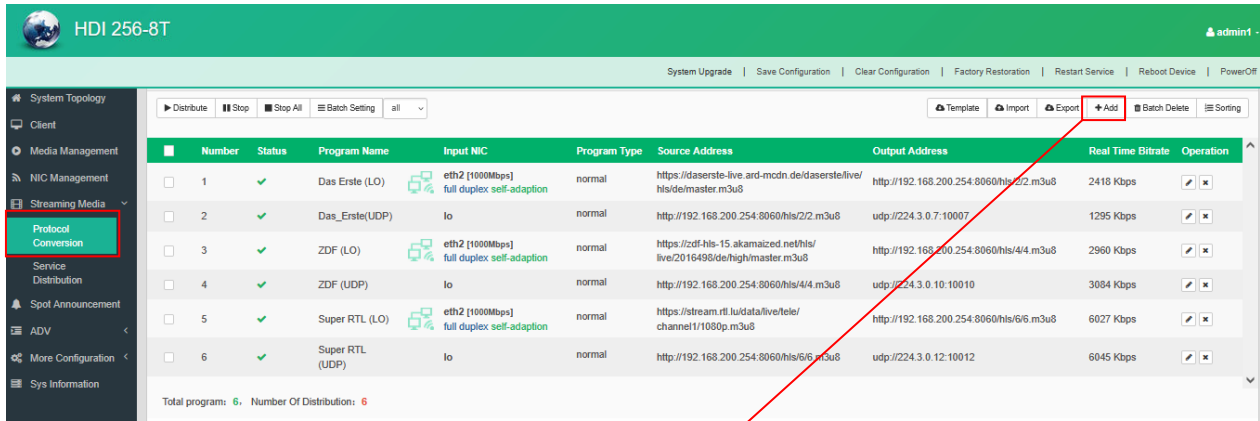 HDI 256-8T
admin1 -
System Upgrade | Save Configuration | Clear Configuration | Factory Restoration | Restart Service | Reboot Device | PowerOff
System Topology
Client
Media Management
NIC Management
Streaming Media
Protocol
Conversion
Service
Distribution
Spot Announcement
ADV
More Configuration
Sys Information
Distribute Stop Stop All Batch Setting all Template Import Export +Add Batch Delete Sorting
Number Status Program Name Input NIC Program Type Source Address Output Address Real Time Bitrate Operation
1 Das Erste (LO) eth2 [1000Mbps] full duplex self-adaption normal https://daserste-live.ard-mcdn.de/daserste/live/
hls/de/master.m3u8 http://192.168.200.254:8060/hls/2/2.m3u8 2418 Kbps
2 Das_Erste(UDP) lo normal http://192.168.200.254:8060/hls/2/2.m3u8 udp://224.3.0.7:10007 1295 Kbps
3 ZDF (LO) eth2 [1000Mbps] full duplex self-adaption normal https://zdf-hls-15.akamaized.net/hls/
live/2016498/de/high/master.m3u8 http://192.168.200.254:8060/hls/4/4.m3u8 2960 Kbps
4 ZDF (UDP) lo normal http://192.168.200.254:8060/hls/4/4.m3u8 udp://224.3.0.10:10010 3084 Kbps
5 Super RTL (LO) eth2 [1000Mbps] full duplex self-adaption normal https://stream.rtl.lu/data/live/tele/
channel1/1080p.m3u8 http://192.168.200.254:8060/hls/6/6.m3u8 6027 Kbps
6 Super RTL
(UDP) lo normal http://192.168.200.254:8060/hls/6/6.m3u8 udp://224.3.0.12:10012 6045 Kbps
Total program: 6, Number Of Distribution: 6